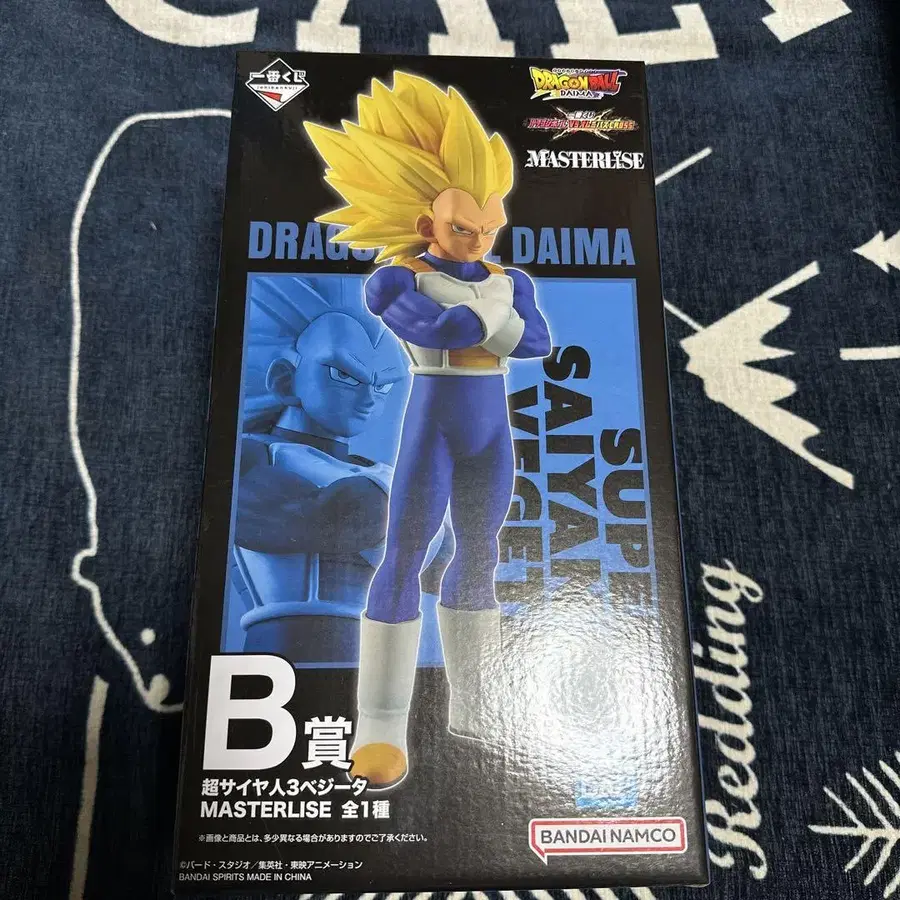 一番くじ
ichibankuji
DRAGON BALL
DAIMA
MASTERLISE
DAIMA
SUPE
SAIYAN
VEGET
B賞
超サイヤ人3ベジータ
MASTERLISE 全1種
※画像と商品とは、多少異なる場合がありますのでご了承ください。
BANDAI NAMCO
©バード・スタジオ／集英社・東映アニメーション
BANDAI SPIRITS MADE IN CHINA
Redding